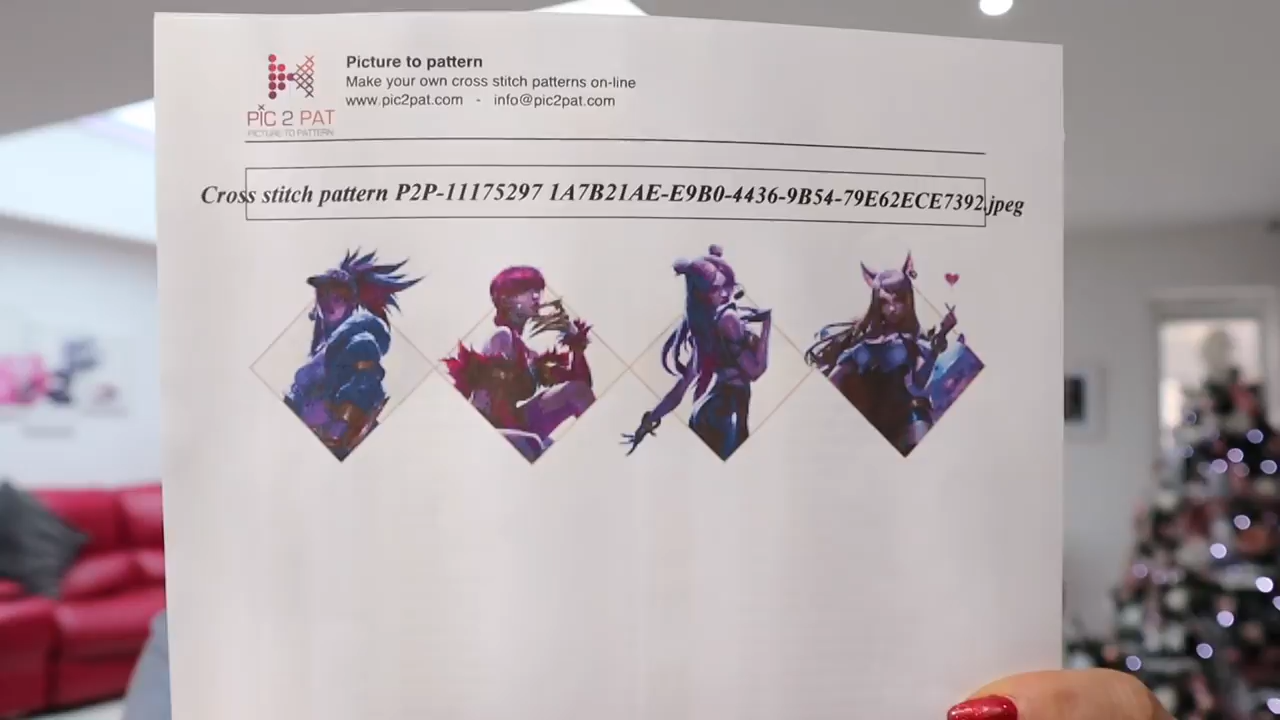 Picture to pattern
Make your own cross stitch patterns on-line
www.pic2pat.com - info@pic2pat.com
PIC 2 PAT
PICTURE TO PATTERN
Cross stitch pattern P2P-11175297 1A7B21AE-E9B0-4436-9B54-79E62ECE7392.jpeg